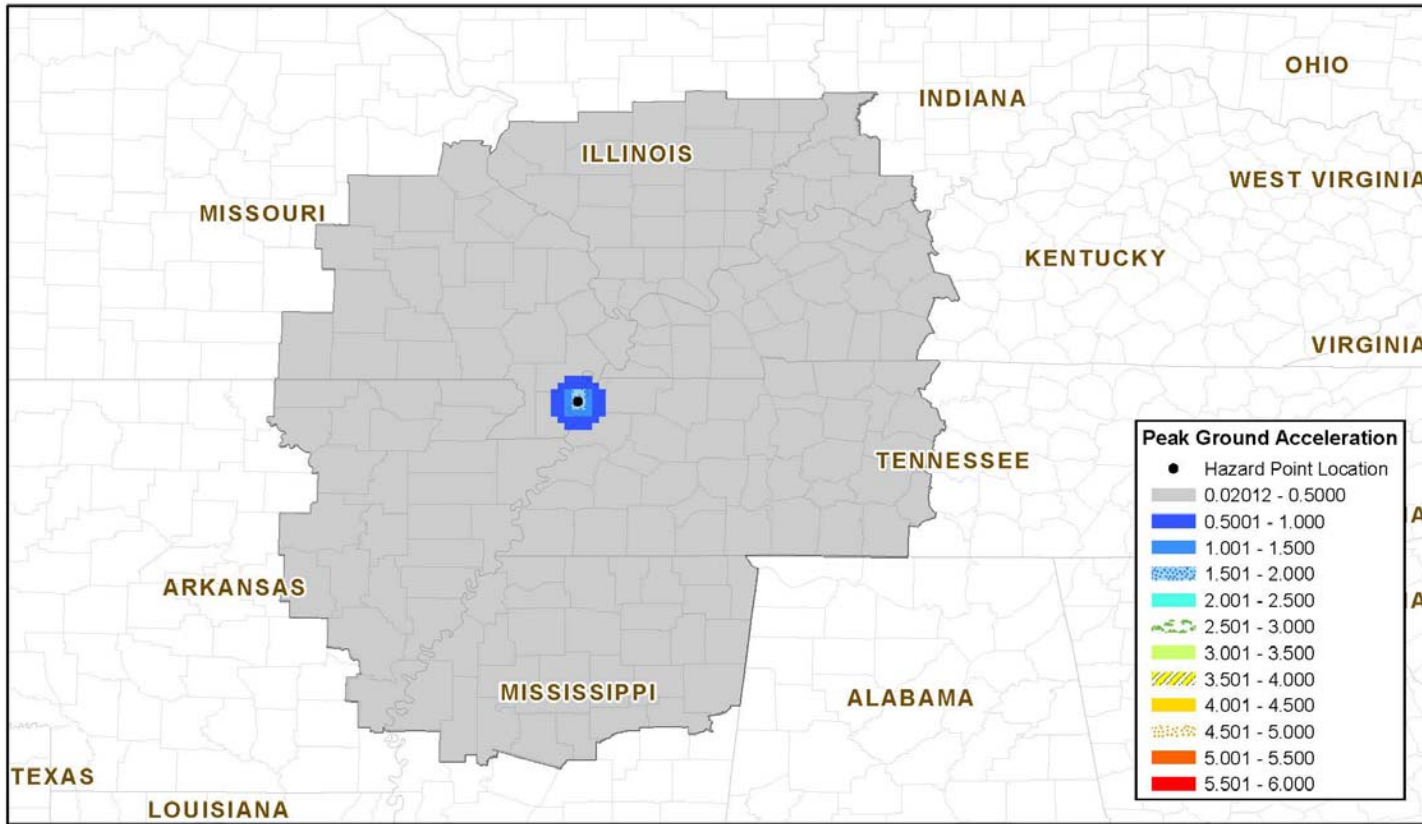 OHIO
INDIANA
ILLINOIS
WEST VIRGINIA
MISSOURI
KENTUCKY
VIRGINIA
TENNESSEE
ARKANSAS
MISSISSIPPI
ALABAMA
TEXAS
LOUISIANA
Peak Ground Acceleration
Hazard Point Location
0.02012 - 0.5000
0.5001 - 1.000
1.001 - 1.500
1.501 - 2.000
2.001 - 2.500
2.501 - 3.000
3.001 - 3.500
3.501 - 4.000
4.001 - 4.500
4.501 - 5.000
5.001 - 5.500
5.501 - 6.000